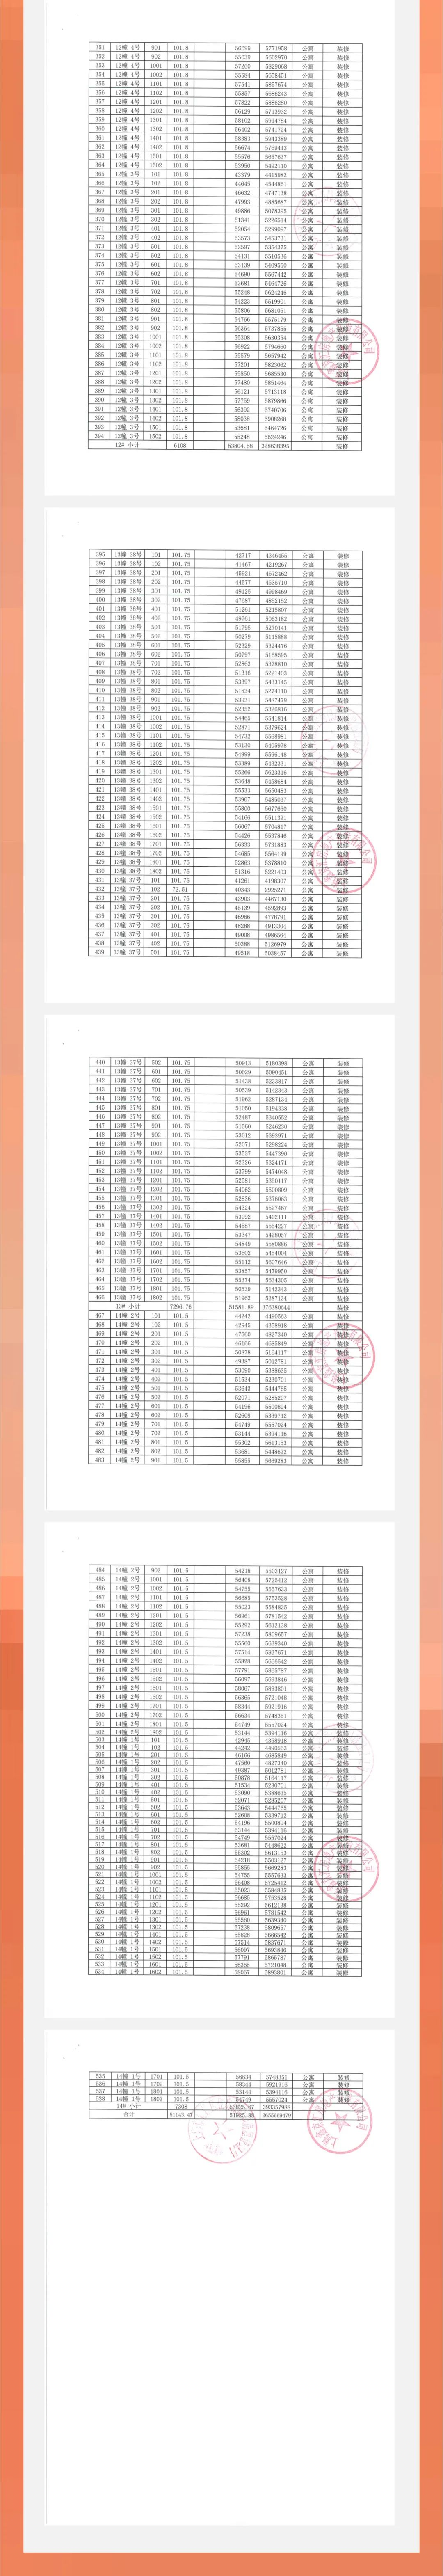 351 12幢 4号 901 101.8 56699 5771958 公寓 装修
352 12幢 4号 902 101.8 55039 5602970 公寓 装修
353 12幢 4号 1001 101.8 57260 5829068 公寓 装修
354 12幢 4号 1002 101.8 55584 5658451 公寓 装修
355 12幢 4号 1101 101.8 57541 5857674 公寓 装修
356 12幢 4号 1102 101.8 55857 5686243 公寓 装修
357 12幢 4号 1201 101.8 57822 5886280 公寓 装修
358 12幢 4号 1202 101.8 56129 5713932 公寓 装修
359 12幢 4号 1301 101.8 58102 5914784 公寓 装修
360 12幢 4号 1302 101.8 56402 5741724 公寓 装修
361 12幢 4号 1401 101.8 58383 5943389 公寓 装修
362 12幢 4号 1402 101.8 56674 5769413 公寓 装修
363 12幢 4号 1501 101.8 55576 5657637 公寓 装修
364 12幢 4号 1502 101.8 53950 5492110 公寓 装修
365 12幢 3号 101 101.8 43379 4415982 公寓 装修
366 12幢 3号 102 101.8 44645 4544861 公寓 装修
367 12幢 3号 201 101.8 46632 4747138 公寓 装修
368 12幢 3号 202 101.8 47993 4885687 公寓 装修
369 12幢 3号 301 101.8 49886 5078395 公寓 装修
370 12幢 3号 302 101.8 51341 5226514 公寓 装修
371 12幢 3号 401 101.8 52054 5299097 公寓 装修
372 12幢 3号 402 101.8 53573 5453731 公寓 装修
373 12幢 3号 501 101.8 52597 5354375 公寓 装修
374 12幢 3号 502 101.8 54131 5510536 公寓 装修
375 12幢 3号 601 101.8 53139 5409550 公寓 装修
376 12幢 3号 602 101.8 54690 5567442 公寓 装修
377 12幢 3号 701 101.8 53681 5464726 公寓 装修
378 12幢 3号 702 101.8 55248 5624246 公寓 装修
379 12幢 3号 801 101.8 54223 5519901 公寓 装修
380 12幢 3号 802 101.8 55806 5681051 公寓 装修
381 12幢 3号 901 101.8 54766 5575179 公寓 装修
382 12幢 3号 902 101.8 56364 5737855 公寓 装修
383 12幢 3号 1001 101.8 55308 5630354 公寓 装修
384 12幢 3号 1002 101.8 56922 5794660 公寓 装修
385 12幢 3号 1101 101.8 55579 5657942 公寓 装修
386 12幢 3号 1102 101.8 57201 5823062 公寓 装修
387 12幢 3号 1201 101.8 55850 5685530 公寓 装修
388 12幢 3号 1202 101.8 57480 5851464 公寓 装修
389 12幢 3号 1301 101.8 56121 5713118 公寓 装修
390 12幢 3号 1302 101.8 57759 5879866 公寓 装修
391 12幢 3号 1401 101.8 56392 5740706 公寓 装修
392 12幢 3号 1402 101.8 58038 5908268 公寓 装修
393 12幢 3号 1501 101.8 53681 5464726 公寓 装修
394 12幢 3号 1502 101.8 55248 5624246 公寓 装修
12# 小计 6108 53804.58 328638395 装修
395 13幢 38号 101 101.75 42717 4346455 公寓 装修
396 13幢 38号 102 101.75 41467 4219267 公寓 装修
397 13幢 38号 201 101.75 45921 4672462 公寓 装修
398 13幢 38号 202 101.75 44577 4535710 公寓 装修
399 13幢 38号 301 101.75 49125 4998469 公寓 装修
400 13幢 38号 302 101.75 47687 4852152 公寓 装修
401 13幢 38号 401 101.75 51261 5215807 公寓 装修
402 13幢 38号 402 101.75 49761 5063182 公寓 装修
403 13幢 38号 501 101.75 51795 5270141 公寓 装修
404 13幢 38号 502 101.75 50279 5115888 公寓 装修
405 13幢 38号 601 101.75 52329 5324476 公寓 装修
406 13幢 38号 602 101.75 50797 5168595 公寓 装修
407 13幢 38号 701 101.75 52863 5378810 公寓 装修
408 13幢 38号 702 101.75 51316 5221403 公寓 装修
409 13幢 38号 801 101.75 53397 5433145 公寓 装修
410 13幢 38号 802 101.75 51834 5274110 公寓 装修
411 13幢 38号 901 101.75 53931 5487479 公寓 装修
412 13幢 38号 902 101.75 52352 5326816 公寓 装修
413 13幢 38号 1001 101.75 54465 5541814 公寓 装修
414 13幢 38号 1002 101.75 52871 5379624 公寓 装修
415 13幢 38号 1101 101.75 54732 5568981 公寓 装修
416 13幢 38号 1102 101.75 53130 5405978 公寓 装修
417 13幢 38号 1201 101.75 54999 5596148 公寓 装修
418 13幢 38号 1202 101.75 53389 5432331 公寓 装修
419 13幢 38号 1301 101.75 55266 5623316 公寓 装修
420 13幢 38号 1302 101.75 53648 5458684 公寓 装修
421 13幢 38号 1401 101.75 55533 5650483 公寓 装修
422 13幢 38号 1402 101.75 53907 5485037 公寓 装修
423 13幢 38号 1501 101.75 55800 5677650 公寓 装修
424 13幢 38号 1502 101.75 54166 5511391 公寓 装修
425 13幢 38号 1601 101.75 56067 5704817 公寓 装修
426 13幢 38号 1602 101.75 54426 5537846 公寓 装修
427 13幢 38号 1701 101.75 56333 5731883 公寓 装修
428 13幢 38号 1702 101.75 54685 5564199 公寓 装修
429 13幢 38号 1801 101.75 52863 5378810 公寓 装修
430 13幢 38号 1802 101.75 51316 5221403 公寓 装修
431 13幢 37号 101 101.75 41261 4198307 公寓 装修
432 13幢 37号 102 72.51 40343 2925271 公寓 装修
433 13幢 37号 201 101.75 43903 4467130 公寓 装修
434 13幢 37号 202 101.75 45139 4592893 公寓 装修
435 13幢 37号 301 101.75 46966 4778791 公寓 装修
436 13幢 37号 302 101.75 48288 4913304 公寓 装修
437 13幢 37号 401 101.75 49008 4986564 公寓 装修
438 13幢 37号 402 101.75 50388 5126979 公寓 装修
439 13幢 37号 501 101.75 49518 5038457 公寓 装修
440 13幢 37号 502 101.75 50913 5180398 公寓 装修
441 13幢 37号 601 101.75 50029 5090451 公寓 装修
442 13幢 37号 602 101.75 51438 5233817 公寓 装修
443 13幢 37号 701 101.75 50539 5142343 公寓 装修
444 13幢 37号 702 101.75 51962 5287134 公寓 装修
445 13幢 37号 801 101.75 51050 5194338 公寓 装修
446 13幢 37号 802 101.75 52487 5340552 公寓 装修
447 13幢 37号 901 101.75 51560 5246230 公寓 装修
448 13幢 37号 902 101.75 53012 5393971 公寓 装修
449 13幢 37号 1001 101.75 52071 5298224 公寓 装修
450 13幢 37号 1002 101.75 53537 5447390 公寓 装修
451 13幢 37号 1101 101.75 52326 5324171 公寓 装修
452 13幢 37号 1102 101.75 53799 5474048 公寓 装修
453 13幢 37号 1201 101.75 52581 5350117 公寓 装修
454 13幢 37号 1202 101.75 54062 5500809 公寓 装修
455 13幢 37号 1301 101.75 52836 5376063 公寓 装修
456 13幢 37号 1302 101.75 54324 5527467 公寓 装修
457 13幢 37号 1401 101.75 53092 5402111 公寓 装修
458 13幢 37号 1402 101.75 54587 5554227 公寓 装修
459 13幢 37号 1501 101.75 53347 5428057 公寓 装修
460 13幢 37号 1502 101.75 54849 5580886 公寓 装修
461 13幢 37号 1601 101.75 53602 5454004 公寓 装修
462 13幢 37号 1602 101.75 55112 5607646 公寓 装修
463 13幢 37号 1701 101.75 53857 5479950 公寓 装修
464 13幢 37号 1702 101.75 55374 5634305 公寓 装修
465 13幢 37号 1801 101.75 50539 5142343 公寓 装修
466 13幢 37号 1802 101.75 51962 5287134 公寓 装修
13# 小计 7296.76 51581.89 376380644 装修
467 14幢 2号 101 101.5 44242 4490563 公寓 装修
468 14幢 2号 102 101.5 42945 4358918 公寓 装修
469 14幢 2号 201 101.5 47560 4827340 公寓 装修
470 14幢 2号 202 101.5 46166 4685849 公寓 装修
471 14幢 2号 301 101.5 50878 5164117 公寓 装修
472 14幢 2号 302 101.5 49387 5012781 公寓 装修
473 14幢 2号 401 101.5 53090 5388635 公寓 装修
474 14幢 2号 402 101.5 51534 5230701 公寓 装修
475 14幢 2号 501 101.5 53643 5444765 公寓 装修
476 14幢 2号 502 101.5 52071 5285207 公寓 装修
477 14幢 2号 601 101.5 54196 5500894 公寓 装修
478 14幢 2号 602 101.5 52608 5339712 公寓 装修
479 14幢 2号 701 101.5 54749 5557024 公寓 装修
480 14幢 2号 702 101.5 53144 5394116 公寓 装修
481 14幢 2号 801 101.5 55302 5613153 公寓 装修
482 14幢 2号 802 101.5 53681 5448622 公寓 装修
483 14幢 2号 901 101.5 55855 5669283 公寓 装修
484 14幢 2号 902 101.5 54218 5503127 公寓 装修
485 14幢 2号 1001 101.5 56408 5725412 公寓 装修
486 14幢 2号 1002 101.5 54755 5557633 公寓 装修
487 14幢 2号 1101 101.5 56685 5753528 公寓 装修
488 14幢 2号 1102 101.5 55023 5584835 公寓 装修
489 14幢 2号 1201 101.5 56961 5781542 公寓 装修
490 14幢 2号 1202 101.5 55292 5612138 公寓 装修
491 14幢 2号 1301 101.5 57238 5809657 公寓 装修
492 14幢 2号 1302 101.5 55560 5639340 公寓 装修
493 14幢 2号 1401 101.5 57514 5837671 公寓 装修
494 14幢 2号 1402 101.5 55828 5666542 公寓 装修
495 14幢 2号 1501 101.5 57791 5865787 公寓 装修
496 14幢 2号 1502 101.5 56097 5693846 公寓 装修
497 14幢 2号 1601 101.5 58067 5893801 公寓 装修
498 14幢 2号 1602 101.5 56365 5721048 公寓 装修
499 14幢 2号 1701 101.5 58344 5921916 公寓 装修
500 14幢 2号 1702 101.5 56634 5748351 公寓 装修
501 14幢 2号 1801 101.5 54749 5557024 公寓 装修
502 14幢 2号 1802 101.5 53144 5394116 公寓 装修
503 14幢 1号 101 101.5 42945 4358918 公寓 装修
504 14幢 1号 102 101.5 44242 4490563 公寓 装修
505 14幢 1号 201 101.5 46166 4685849 公寓 装修
506 14幢 1号 202 101.5 47560 4827340 公寓 装修
507 14幢 1号 301 101.5 49387 5012781 公寓 装修
508 14幢 1号 302 101.5 50878 5164117 公寓 装修
509 14幢 1号 401 101.5 51534 5230701 公寓 装修
510 14幢 1号 402 101.5 53090 5388635 公寓 装修
511 14幢 1号 501 101.5 52071 5285207 公寓 装修
512 14幢 1号 502 101.5 53643 5444765 公寓 装修
513 14幢 1号 601 101.5 52608 5339712 公寓 装修
514 14幢 1号 602 101.5 54196 5500894 公寓 装修
515 14幢 1号 701 101.5 53144 5394116 公寓 装修
516 14幢 1号 702 101.5 54749 5557024 公寓 装修
517 14幢 1号 801 101.5 53681 5448622 公寓 装修
518 14幢 1号 802 101.5 55302 5613153 公寓 装修
519 14幢 1号 901 101.5 54218 5503127 公寓 装修
520 14幢 1号 902 101.5 55855 5669283 公寓 装修
521 14幢 1号 1001 101.5 54755 5557633 公寓 装修
522 14幢 1号 1002 101.5 56408 5725412 公寓 装修
523 14幢 1号 1101 101.5 55023 5584835 公寓 装修
524 14幢 1号 1102 101.5 56685 5753528 公寓 装修
525 14幢 1号 1201 101.5 55292 5612138 公寓 装修
526 14幢 1号 1202 101.5 56961 5781542 公寓 装修
527 14幢 1号 1301 101.5 55560 5639340 公寓 装修
528 14幢 1号 1302 101.5 57238 5809657 公寓 装修
529 14幢 1号 1401 101.5 55828 5666542 公寓 装修
530 14幢 1号 1402 101.5 57514 5837671 公寓 装修
531 14幢 1号 1501 101.5 56097 5693846 公寓 装修
532 14幢 1号 1502 101.5 57791 5865787 公寓 装修
533 14幢 1号 1601 101.5 56365 5721048 公寓 装修
534 14幢 1号 1602 101.5 58067 5893801 公寓 装修
535 14幢 1号 1701 101.5 56634 5748351 公寓 装修
536 14幢 1号 1702 101.5 58344 5921916 公寓 装修
537 14幢 1号 1801 101.5 53144 5394116 公寓 装修
538 14幢 1号 1802 101.5 54749 5557024 公寓 装修
14# 小计 7308 53825.67 393357988
合计 51143.47 51925.88 2655669479